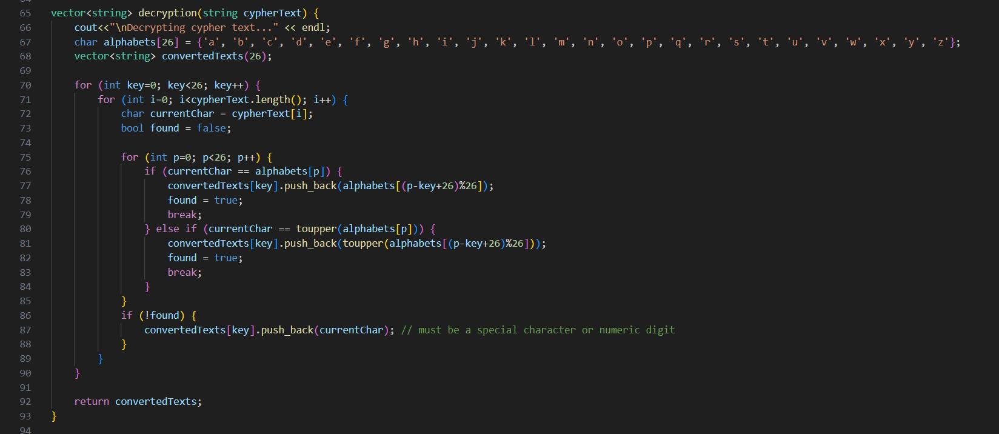 65 vector<string> decryption(string cypherText) {
66     cout<<"\nDecrypting cypher text..." << endl;
67     char alphabets[26] = {'a', 'b', 'c', 'd', 'e', 'f', 'g', 'h', 'i', 'j', 'k', 'l', 'm', 'n', 'o', 'p', 'q', 'r', 's', 't', 'u', 'v', 'w', 'x', 'y', 'z'};
68     vector<string> convertedTexts(26);
69
70     for (int key=0; key<26; key++) {
71         for (int i=0; i<cypherText.length(); i++) {
72             char currentChar = cypherText[i];
73             bool found = false;
74
75             for (int p=0; p<26; p++) {
76                 if (currentChar == alphabets[p]) {
77                     convertedTexts[key].push_back(alphabets[(p-key+26)%26]);
78                     found = true;
79                     break;
80                 } else if (currentChar == toupper(alphabets[p])) {
81                     convertedTexts[key].push_back(toupper(alphabets[(p-key+26)%26]));
82                     found = true;
83                     break;
84                 }
85             }
86             if (!found) {
87                 convertedTexts[key].push_back(currentChar); // must be a special character or numeric digit
88             }
89         }
90     }
91
92     return convertedTexts;
93 }
94